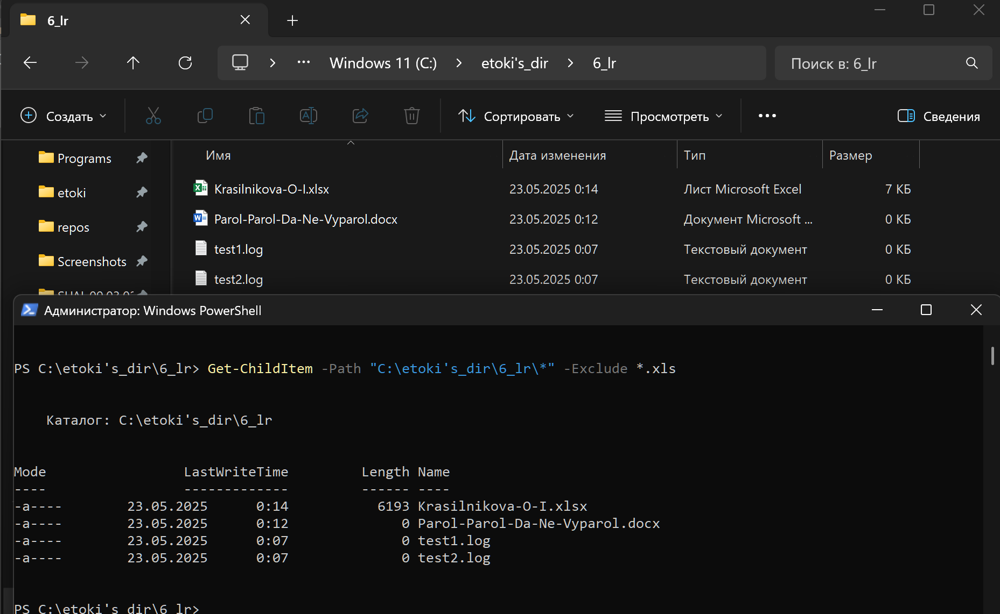 6_lr
Windows 11 (C:) etoki's_dir 6_lr Поиск в: 6_lr
Создать Сортировать Просмотреть Сведения
Имя Дата изменения Тип Размер
Programs
etoki
repos
Screenshots
Krasilnikova-O-I.xlsx 23.05.2025 0:14 Лист Microsoft Excel 7 КБ
Parol-Parol-Da-Ne-Vyparol.docx 23.05.2025 0:12 Документ Microsoft ... 0 КБ
test1.log 23.05.2025 0:07 Текстовый документ 0 КБ
test2.log 23.05.2025 0:07 Текстовый документ 0 КБ
Администратор: Windows PowerShell
PS C:\etoki's_dir\6_lr> Get-ChildItem -Path "C:\etoki's_dir\6_lr\*" -Exclude *.xls
Каталог: C:\etoki's_dir\6_lr
Mode LastWriteTime Length Name
---- ------------- ------ ----
-a---- 23.05.2025 0:14 6193 Krasilnikova-O-I.xlsx
-a---- 23.05.2025 0:12 0 Parol-Parol-Da-Ne-Vyparol.docx
-a---- 23.05.2025 0:07 0 test1.log
-a---- 23.05.2025 0:07 0 test2.log
PS C:\etoki's_dir\6_lr>